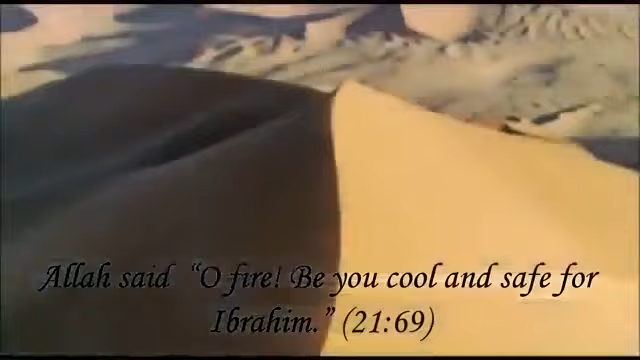 Allah said “O fire! Be you cool and safe for
Ibrahim.” (21:69)